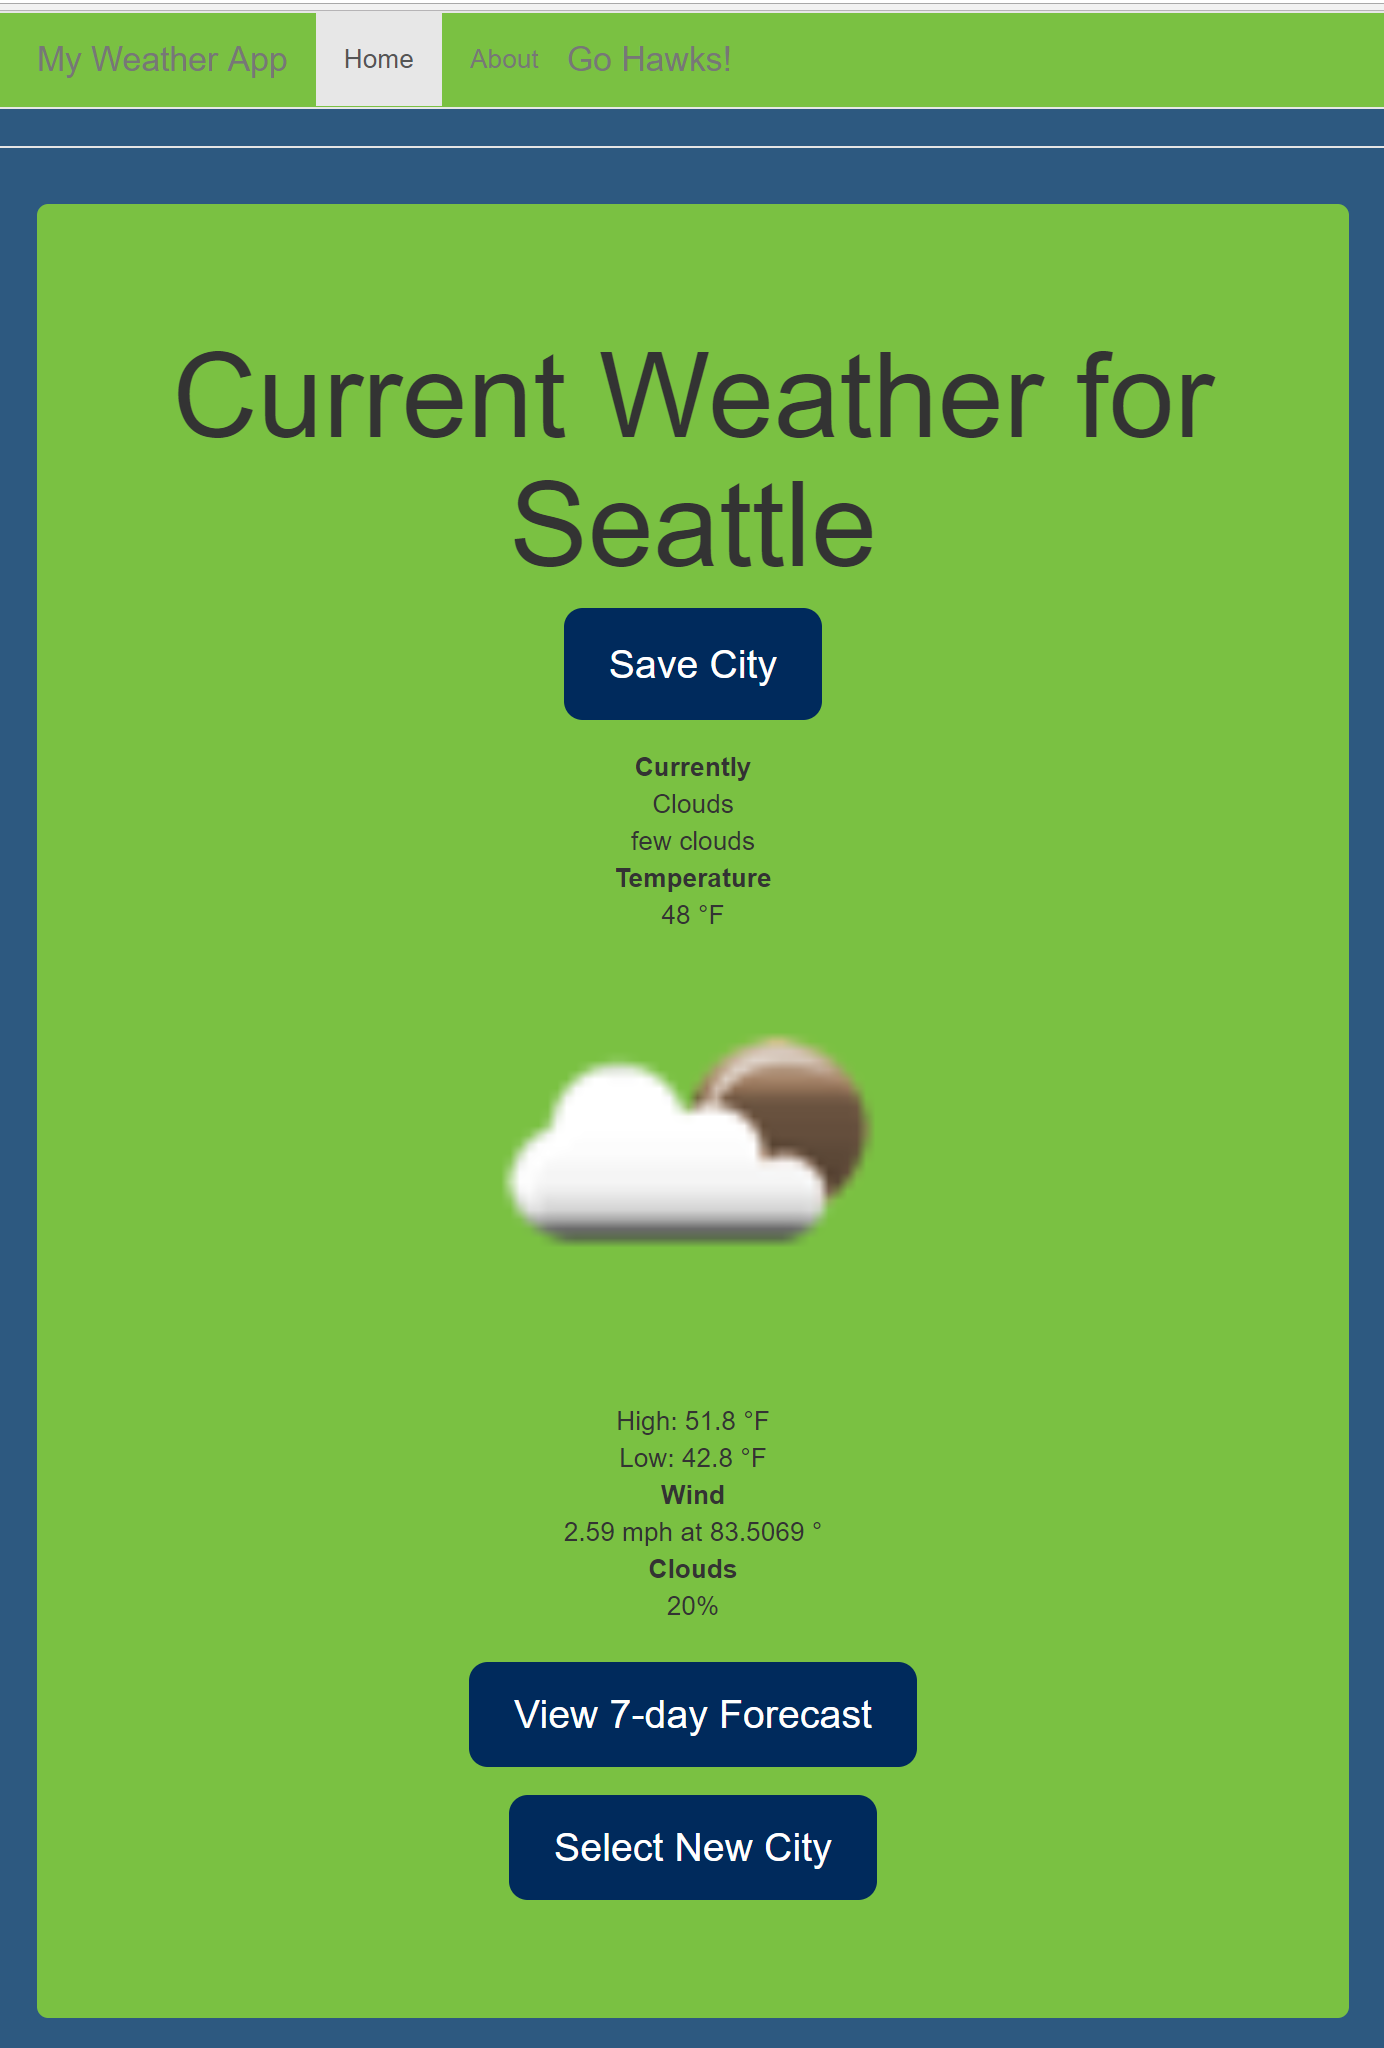 My Weather App Home About Go Hawks!
Current Weather for
Seattle
Save City
Currently
Clouds
few clouds
Temperature
48 °F
High: 51.8 °F
Low: 42.8 °F
Wind
2.59 mph at 83.5069 °
Clouds
20%
View 7-day Forecast
Select New City